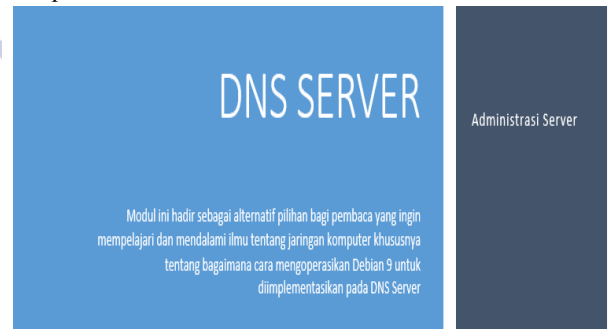 DNS SERVER
Modul ini hadir sebagai alternatif pilihan bagi pembaca yang ingin
mempelajari dan mendalami ilmu tentang jaringan komputer khususnya
tentang bagaimana cara mengoperasikan Debian 9 untuk
diimplementasikan pada DNS Server
Administrasi Server